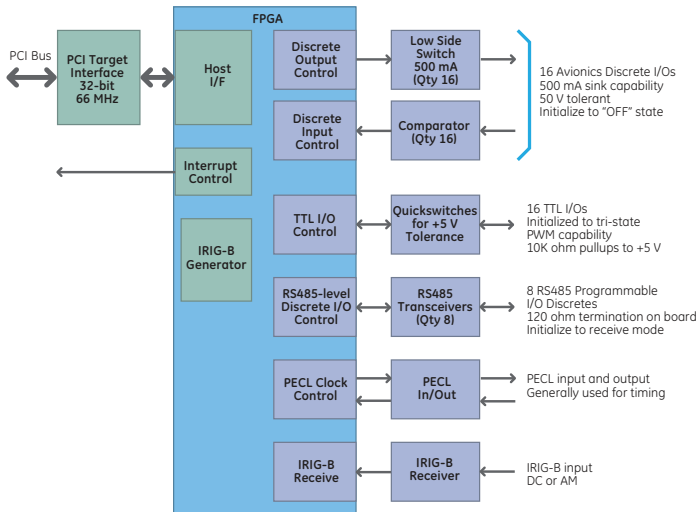 FPGA
PCI Bus
PCI Target
Interface
32-bit
66 MHz
Host
I/F
Discrete
Output
Control
Low Side
Switch
500 mA
(Qty 16)
Discrete
Input
Control
Comparator
(Qty 16)
16 Avionics Discrete I/Os
500 mA sink capability
50 V tolerant
Initialize to “OFF” state
Interrupt
Control
IRIG-B
Generator
TTL I/O
Control
Quickswitches
for +5 V
Tolerance
16 TTL I/Os
Initialized to tri-state
PWM capability
10K ohm pullups to +5 V
RS485-level
Discrete I/O
Control
RS485
Transceivers
(Qty 8)
8 RS485 Programmable
I/O Discretes
120 ohm termination on board
Initialize to receive mode
PECL Clock
Control
PECL
In/Out
PECL input and output
Generally used for timing
IRIG-B
Receive
IRIG-B
Receiver
IRIG-B input
DC or AM